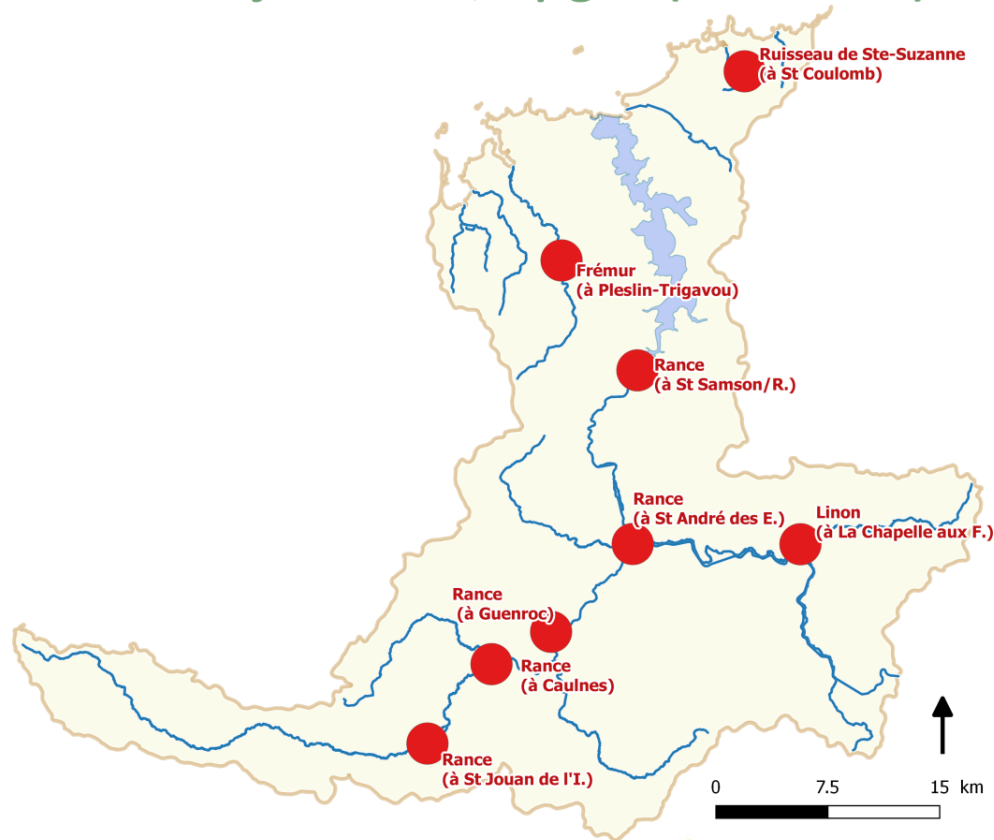 Ruisseau de Ste-Suzanne
(à St Coulomb)
Frémur
(à Pleslin-Trigavou)
Rance
(à St Samson/R.)
Rance
(à St André des E.)
Linon
(à La Chapelle aux F.)
Rance
(à Guenroc)
Rance
(à Caulnes)
Rance
(à St Jouan de l'I.)
0 7.5 15 km